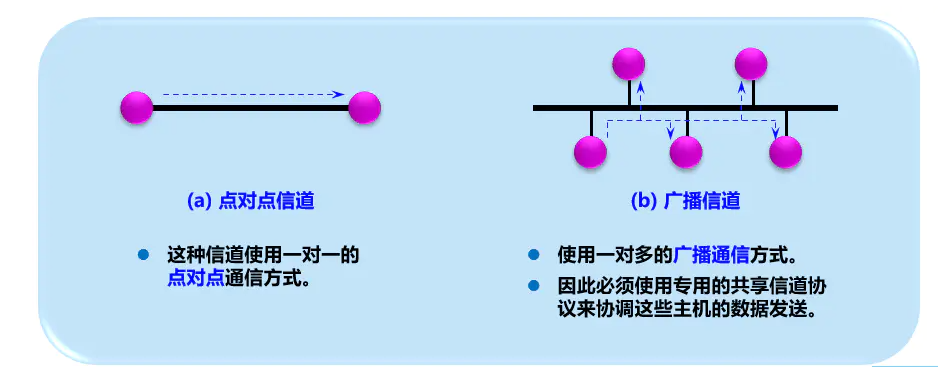 (a) 点对点信道
这种信道使用一对一的
点对点通信方式。
(b) 广播信道
使用一对多的广播通信方式。
因此必须使用专用的共享信道协
议来协调这些主机的数据发送。